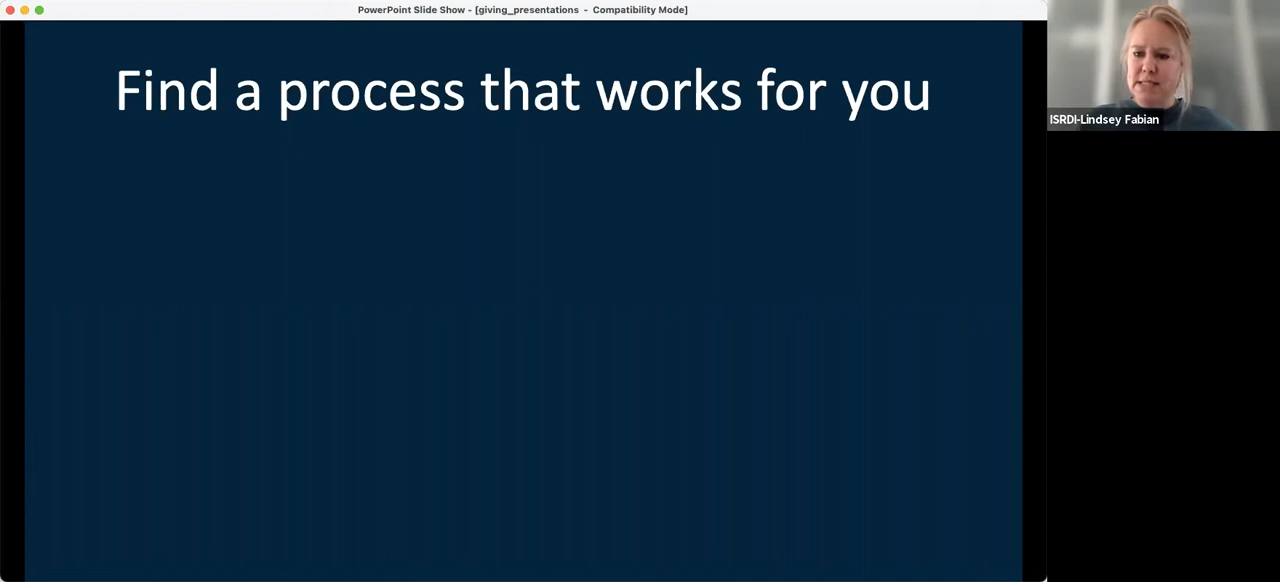 PowerPoint Slide Show - [giving_presentations - Compatibility Mode]
Find a process that works for you
ISRDI-Lindsey Fabian